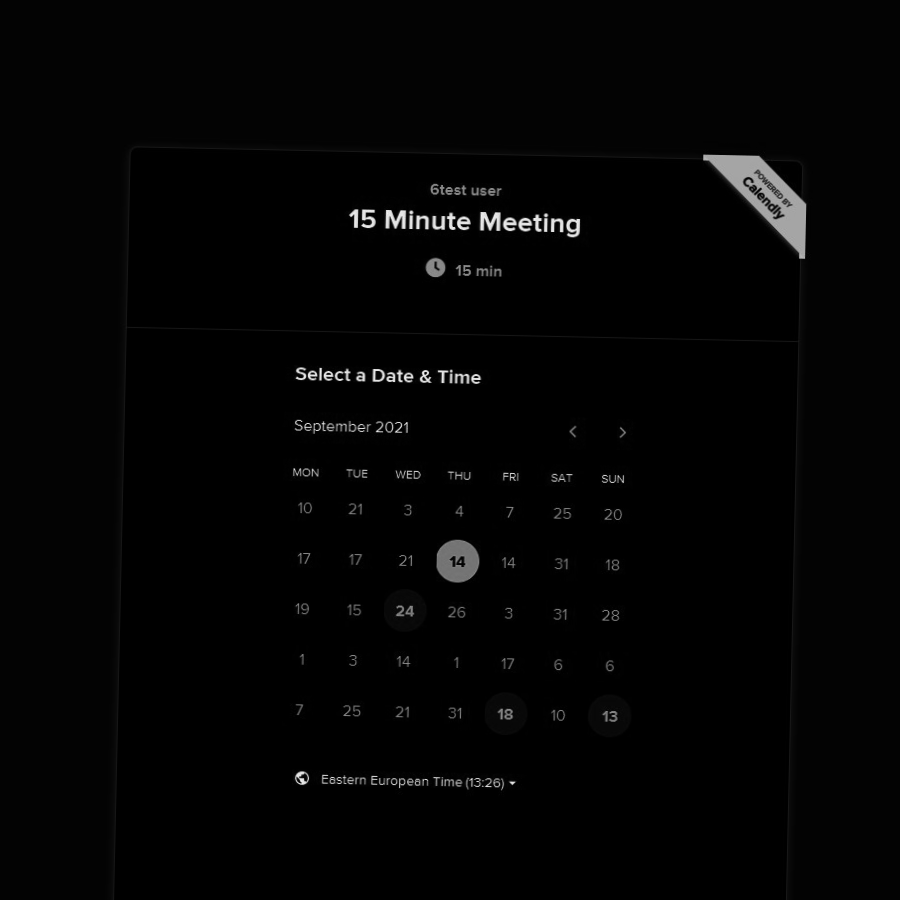 POWERED BY
Calendly
6test user
15 Minute Meeting
15 min
Select a Date & Time
September 2021
MON TUE WED THU FRI SAT SUN
10 21 3 4 7 25 20
17 17 21 14 14 31 18
19 15 24 26 3 31 28
1 3 14 1 17 6 6
7 25 21 31 18 10 13
Eastern European Time (13:26)